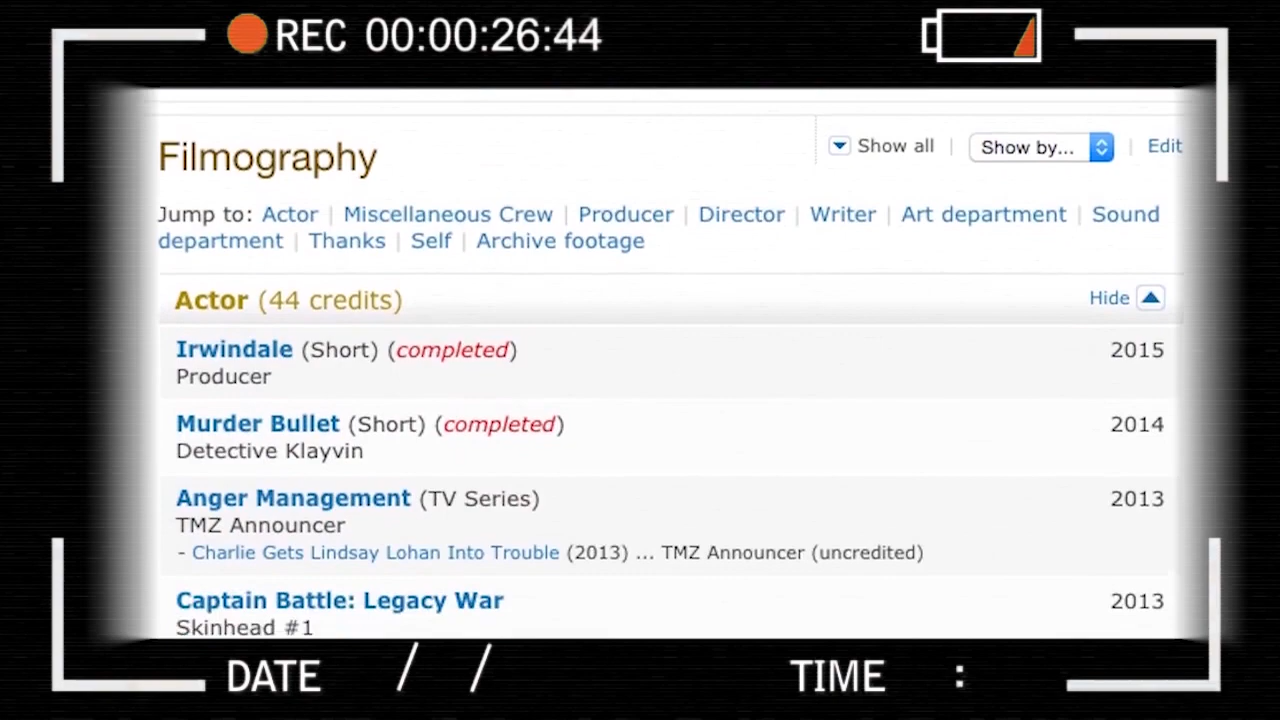 REC 00:00:26:44
Filmography
Show all | Show by... | Edit
Jump to: Actor | Miscellaneous Crew | Producer | Director | Writer | Art department | Sound
department | Thanks | Self | Archive footage
Actor (44 credits) Hide
Irwindale (Short) (completed) 2015
Producer
Murder Bullet (Short) (completed) 2014
Detective Klayvin
Anger Management (TV Series) 2013
TMZ Announcer
- Charlie Gets Lindsay Lohan Into Trouble (2013) ... TMZ Announcer (uncredited)
Captain Battle: Legacy War 2013
Skinhead #1
DATE / / TIME :